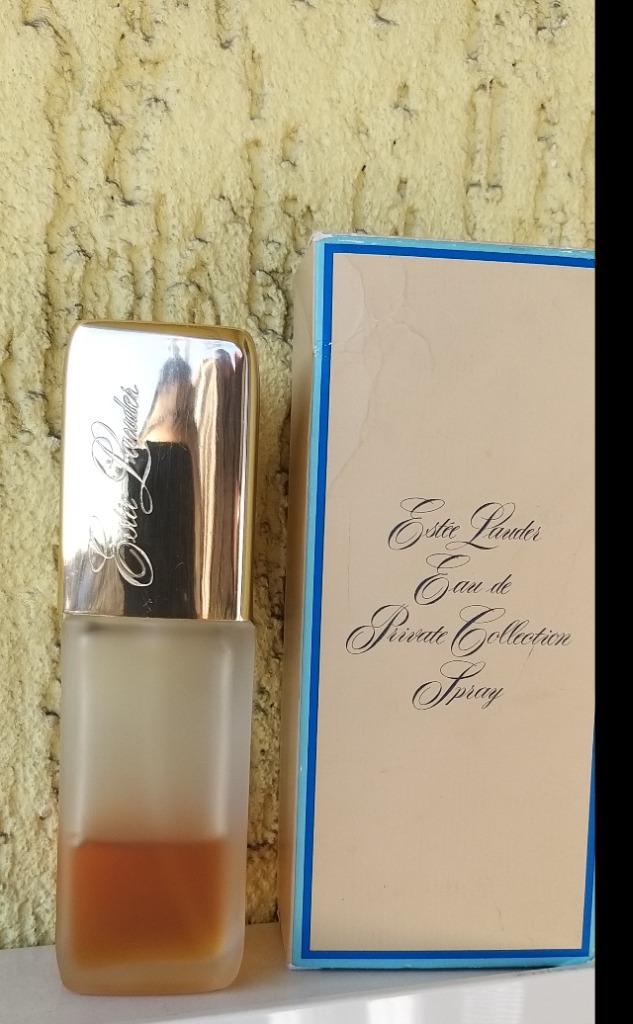 Estée Lauder
Estée Lauder
Eau de
Private Collection
Spray